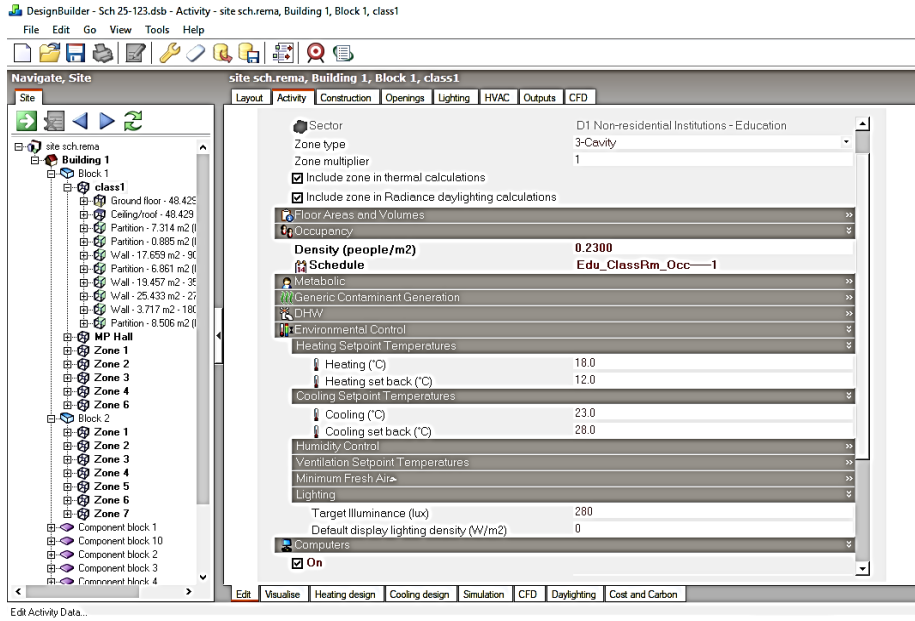 DesignBuilder - Sch 25-123.dsb - Activity - site sch.rema, Building 1, Block 1, class1
File Edit Go View Tools Help
Navigate, Site
site sch.rema, Building 1, Block 1, class1
Site
Layout Activity Construction Openings Lighting HVAC Outputs CFD
site sch.rema
Building 1
Block 1
class1
Ground floor - 48.429
Ceiling/roof - 48.429
Partition - 7.314 m2 (I
Partition - 0.885 m2 (I
Wall - 17.659 m2 - 90
Partition - 6.861 m2 (I
Wall - 19.457 m2 - 35
Wall - 25.433 m2 - 27
Wall - 3.717 m2 - 180
Partition - 8.506 m2 (I
MP Hall
Zone 1
Zone 2
Zone 3
Zone 4
Zone 6
Block 2
Zone 1
Zone 2
Zone 3
Zone 4
Zone 5
Zone 6
Zone 7
Component block 1
Component block 10
Component block 2
Component block 3
Component block 4
Sector D1 Non-residential Institutions - Education
Zone type 3-Cavity
Zone multiplier 1
Include zone in thermal calculations
Include zone in Radiance daylighting calculations
Floor Areas and Volumes
Occupancy
Density (people/m2) 0.2300
14 Schedule Edu_ClassRm_Occ----1
Metabolic
Generic Contaminant Generation
DHW
Environmental Control
Heating Setpoint Temperatures
Heating (°C) 18.0
Heating set back (°C) 12.0
Cooling Setpoint Temperatures
Cooling (°C) 23.0
Cooling set back (°C) 28.0
Humidity Control
Ventilation Setpoint Temperatures
Minimum Fresh Air
Lighting
Target Illuminance (lux) 280
Default display lighting density (W/m2) 0
Computers
On
Edit Visualise Heating design Cooling design Simulation CFD Daylighting Cost and Carbon
Edit Activity Data...